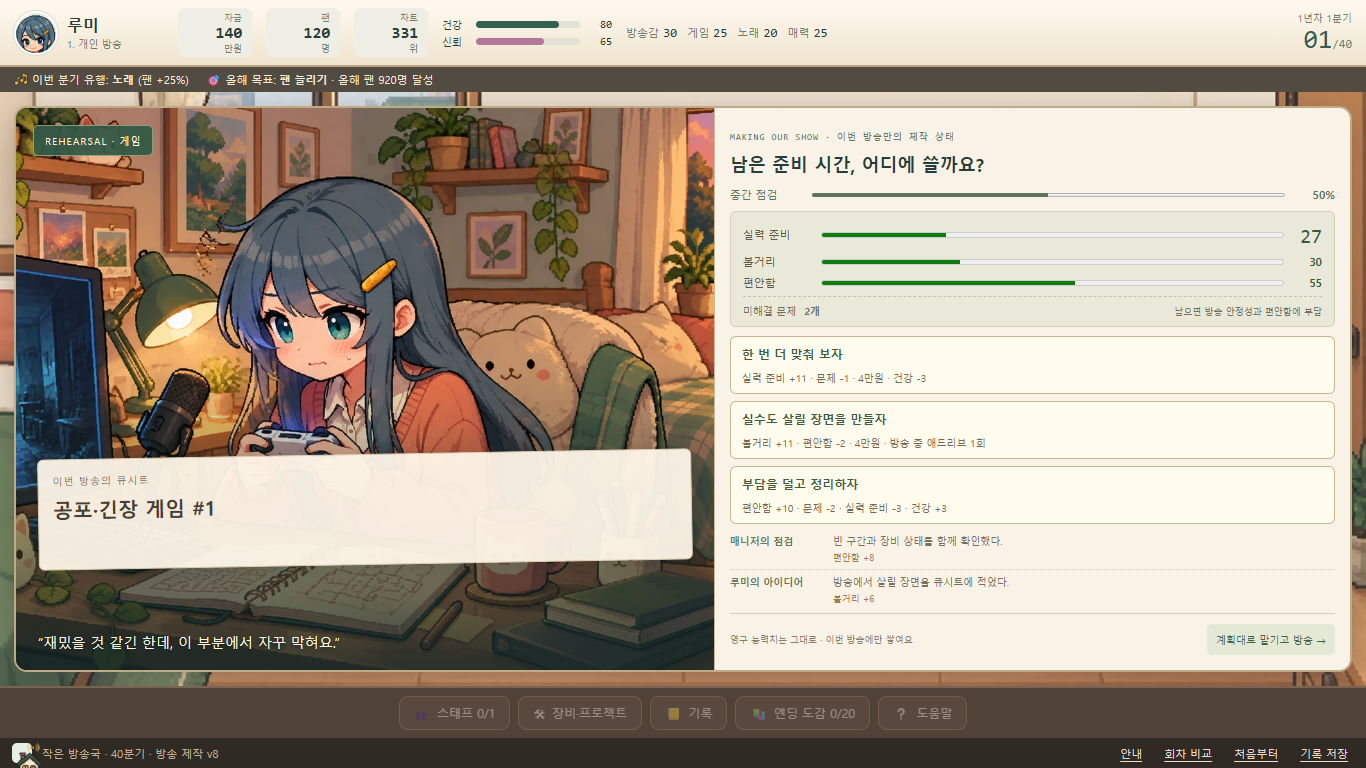 루미
1. 개인 방송
자금
140
만원
팬
120
명
차트
331
위
건강 80
신뢰 65
방송감 30 게임 25 노래 20 매력 25
1년차 1분기
01/40
이번 분기 유행: 노래 (팬 +25%) 올해 목표: 팬 늘리기 · 올해 팬 920명 달성
REHEARSAL · 게임
이번 방송의 큐시트
공포·긴장 게임 #1
“재밌을 것 같긴 한데, 이 부분에서 자꾸 막혀요.”
MAKING OUR SHOW · 이번 방송만의 제작 상태
남은 준비 시간, 어디에 쓸까요?
중간 점검 50%
실력 준비 27
볼거리 30
편안함 55
미해결 문제 2개 남으면 방송 안정성과 편안함에 부담
한 번 더 맞춰 보자
실력 준비 +11 · 문제 -1 · 4만원 · 건강 -3
실수도 살릴 장면을 만들자
볼거리 +11 · 편안함 -2 · 4만원 · 방송 중 애드리브 1회
부담을 덜고 정리하자
편안함 +10 · 문제 -2 · 실력 준비 -3 · 건강 +3
매니저의 점검 빈 구간과 장비 상태를 함께 확인했다.
편안함 +8
루미의 아이디어 방송에서 살릴 장면을 큐시트에 적었다.
볼거리 +6
영구 능력치는 그대로 · 이번 방송에만 쌓여요
계획대로 맡기고 방송 →
스태프 0/1 장비·프로젝트 기록 엔딩 도감 0/20 ? 도움말
작은 방송국 · 40분기 · 방송 제작 v8
안내 회차 비교 처음부터 기록 저장